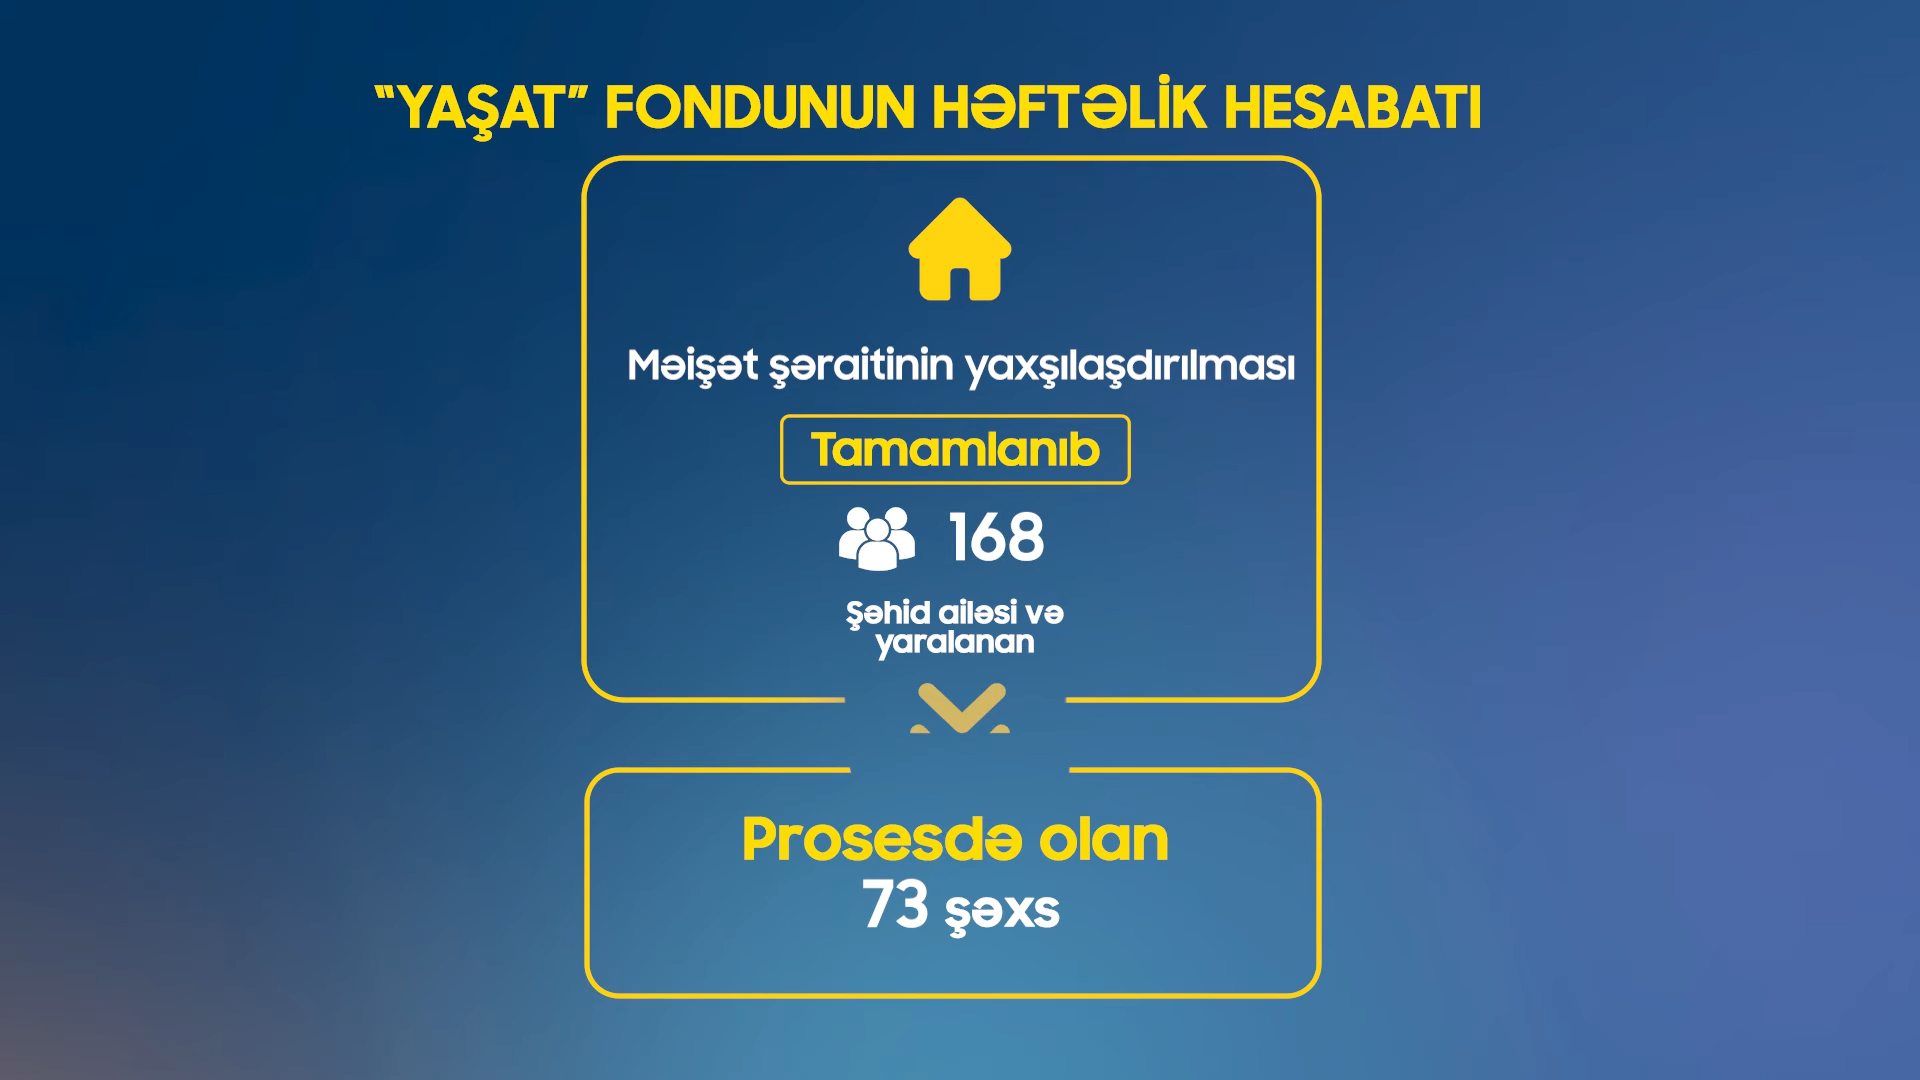 “YAŞAT” FONDUNUN HƏFTƏLİK HESABATI
Məişət şəraitinin yaxşılaşdırılması
Tamamlanıb
168
Şəhid ailəsi və
yaralanan
Prosesdə olan
73 şəxs